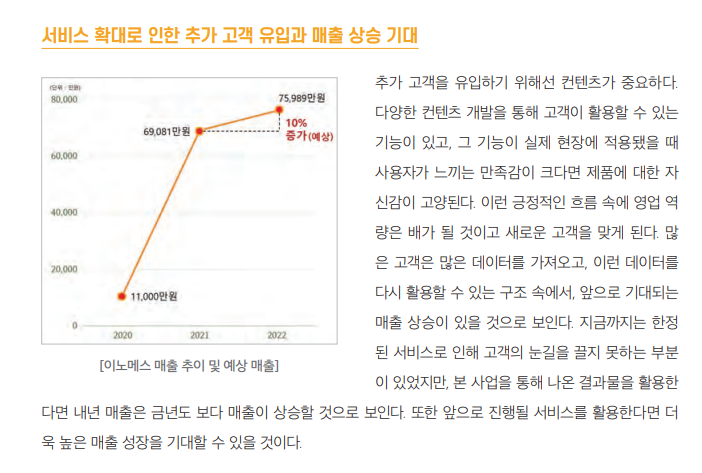 서비스 확대로 인한 추가 고객 유입과 매출 상승 기대
(단위 : 만원)
80,000
60,000
40,000
20,000
0
75,989만원
69,081만원
10%
증가(예상)
11,000만원
2020
2021
2022
[이노메스 매출 추이 및 예상 매출]
추가 고객을 유입하기 위해선 컨텐츠가 중요하다.
다양한 컨텐츠 개발을 통해 고객이 활용할 수 있는
기능이 있고, 그 기능이 실제 현장에 적용됐을 때
사용자가 느끼는 만족감이 크다면 제품에 대한 자
신감이 고양된다. 이런 긍정적인 흐름 속에 영업 역
량은 배가 될 것이고 새로운 고객을 맞게 된다. 많
은 고객은 많은 데이터를 가져오고, 이런 데이터를
다시 활용할 수 있는 구조 속에서, 앞으로 기대되는
매출 상승이 있을 것으로 보인다. 지금까지는 한정
된 서비스로 인해 고객의 눈길을 끌지 못하는 부분
이 있었지만, 본 사업을 통해 나온 결과물을 활용한
다면 내년 매출은 금년도 보다 매출이 상승할 것으로 보인다. 또한 앞으로 진행될 서비스를 활용한다면 더
욱 높은 매출 성장을 기대할 수 있을 것이다.